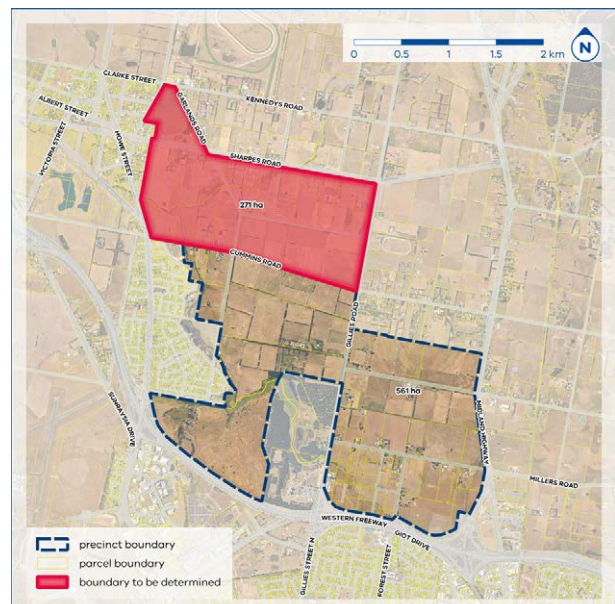 0 0.5 1 1.5 2 km
N
CLARKE STREET
KENNEDYS ROAD
GARLANDS ROAD
ALBERT STREET
VICTORIA STREET
HOWE STREET
SHARPES ROAD
271 ha
CUMMINS ROAD
GILLIES ROAD
561 ha
SUNRAYSIA DRIVE
MIDLAND HIGHWAY
MILLERS ROAD
WESTERN FREEWAY
GIOT DRIVE
GILLIES STREET N
FOREST STREET
precinct boundary
parcel boundary
boundary to be determined